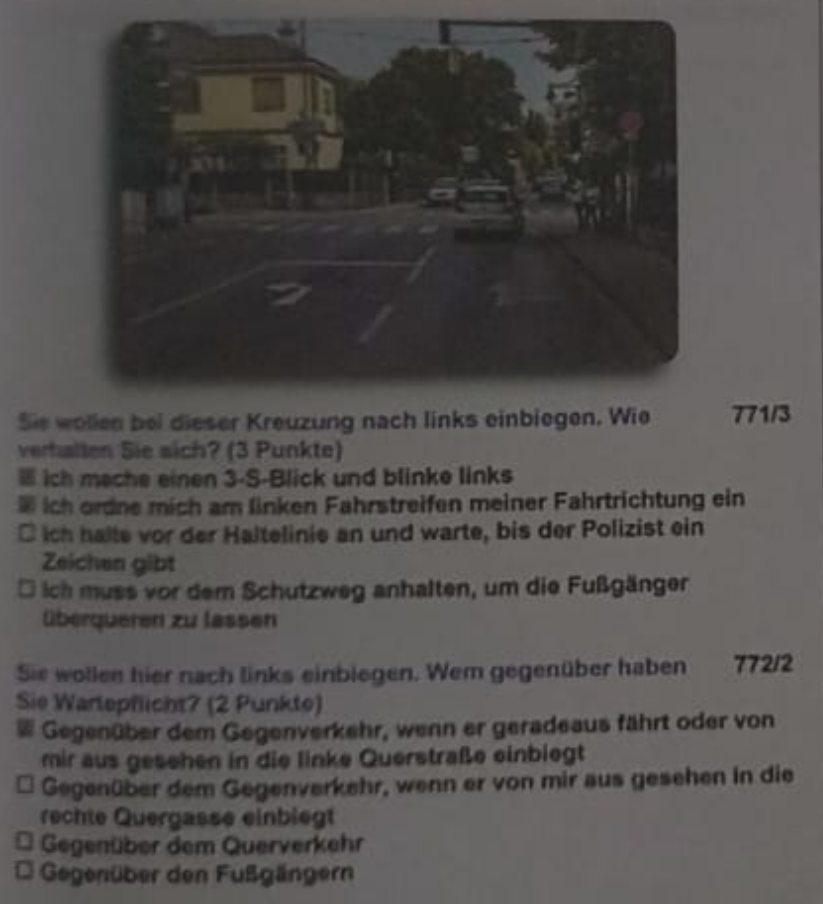 Sie wollen bei dieser Kreuzung nach links einbiegen. Wie 771/3
verhalten Sie sich? (3 Punkte)
Ich mache einen 3-S-Blick und blinke links
Ich ordne mich am linken Fahrstreifen meiner Fahrtrichtung ein
Ich halte vor der Haltelinie an und warte, bis der Polizist ein
Zeichen gibt
Ich muss vor dem Schutzweg anhalten, um die Fußgänger
überqueren zu lassen
Sie wollen hier nach links einbiegen. Wem gegenüber haben 772/2
Sie Wartepflicht? (2 Punkte)
Gegenüber dem Gegenverkehr, wenn er geradeaus fährt oder von
mir aus gesehen in die linke Querstraße einbiegt
Gegenüber dem Gegenverkehr, wenn er von mir aus gesehen in die
rechte Quergasse einbiegt
Gegenüber dem Querverkehr
Gegenüber den Fußgängern